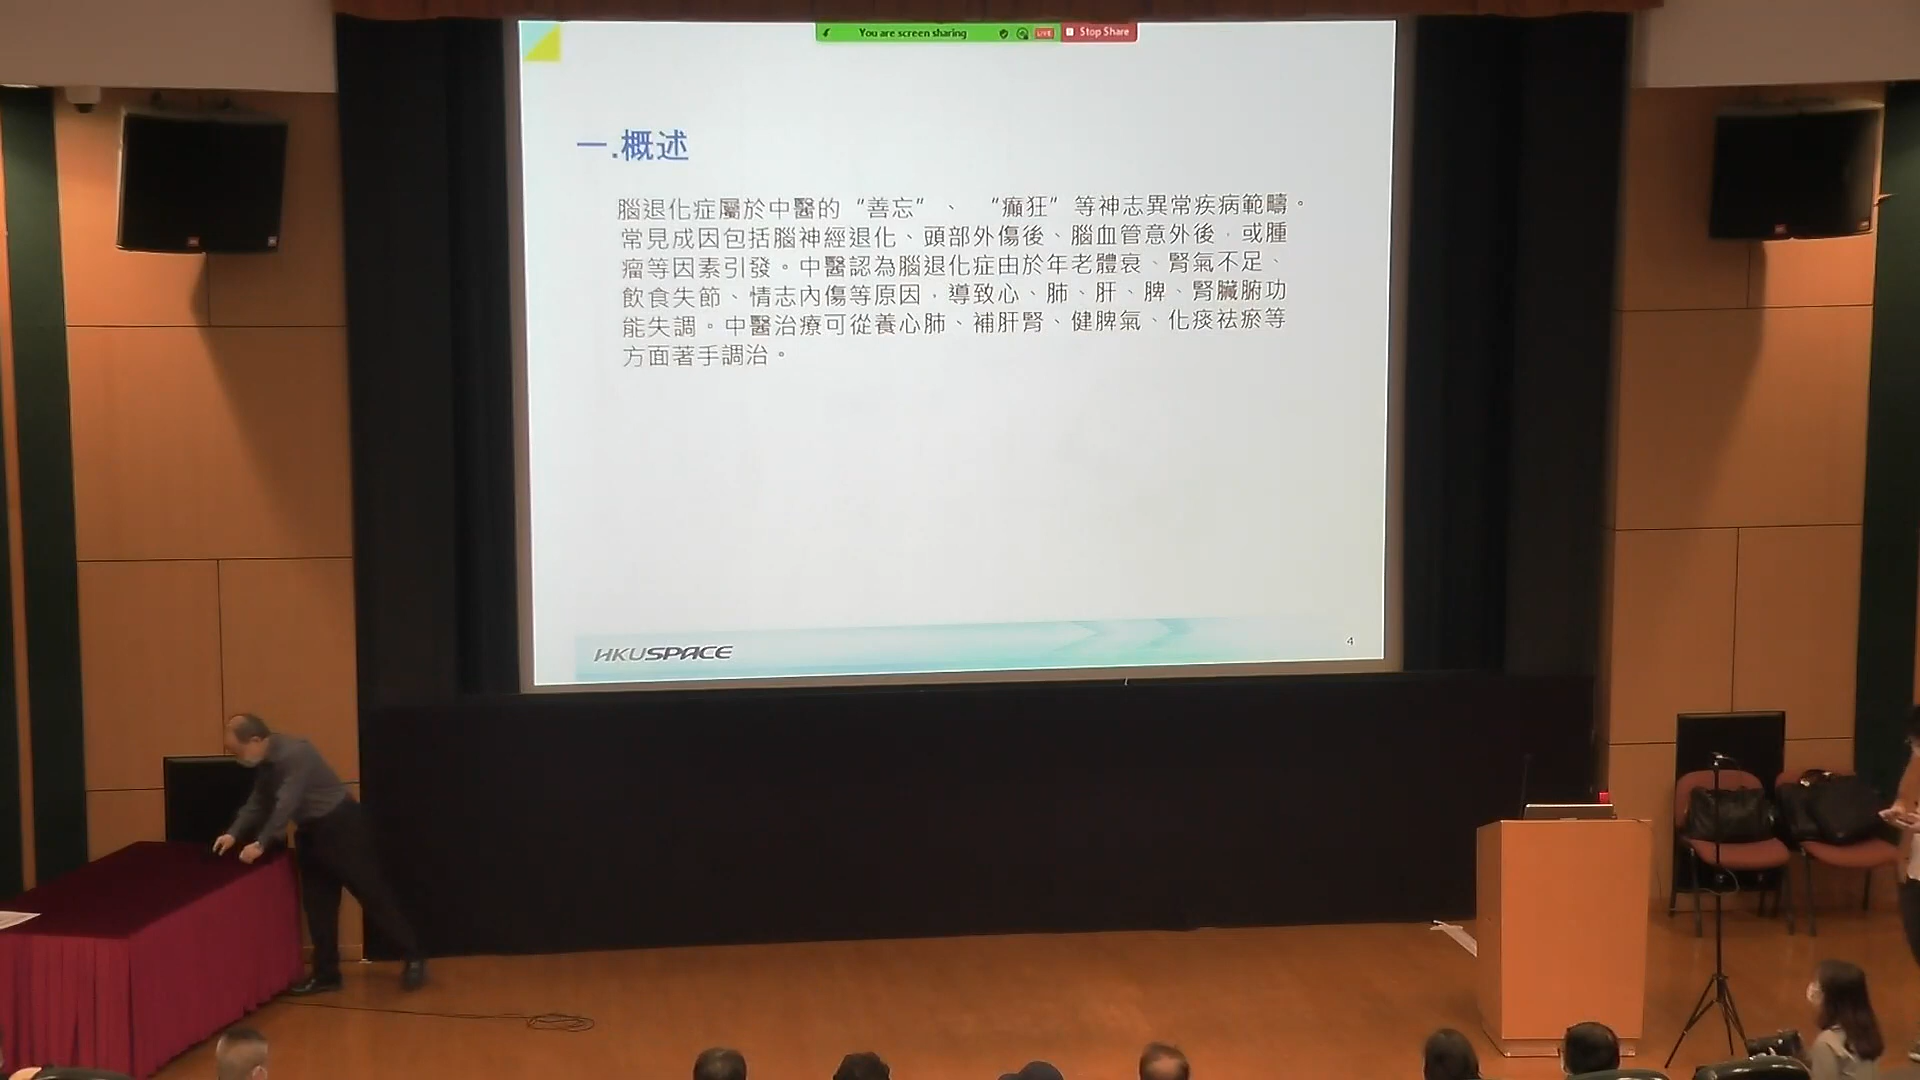 You are screen sharing LIVE Stop Share
一.概述
腦退化症屬於中醫的“善忘”、“癲狂”等神志異常疾病範疇。
常見成因包括腦神經退化、頭部外傷後、腦血管意外後，或腫
瘤等因素引發。中醫認為腦退化症由於年老體衰、腎氣不足、
飲食失節、情志內傷等原因，導致心、肺、肝、脾、腎臟腑功
能失調。中醫治療可從養心肺、補肝腎、健脾氣、化痰祛瘀等
方面著手調治。
HKUSPACE
4